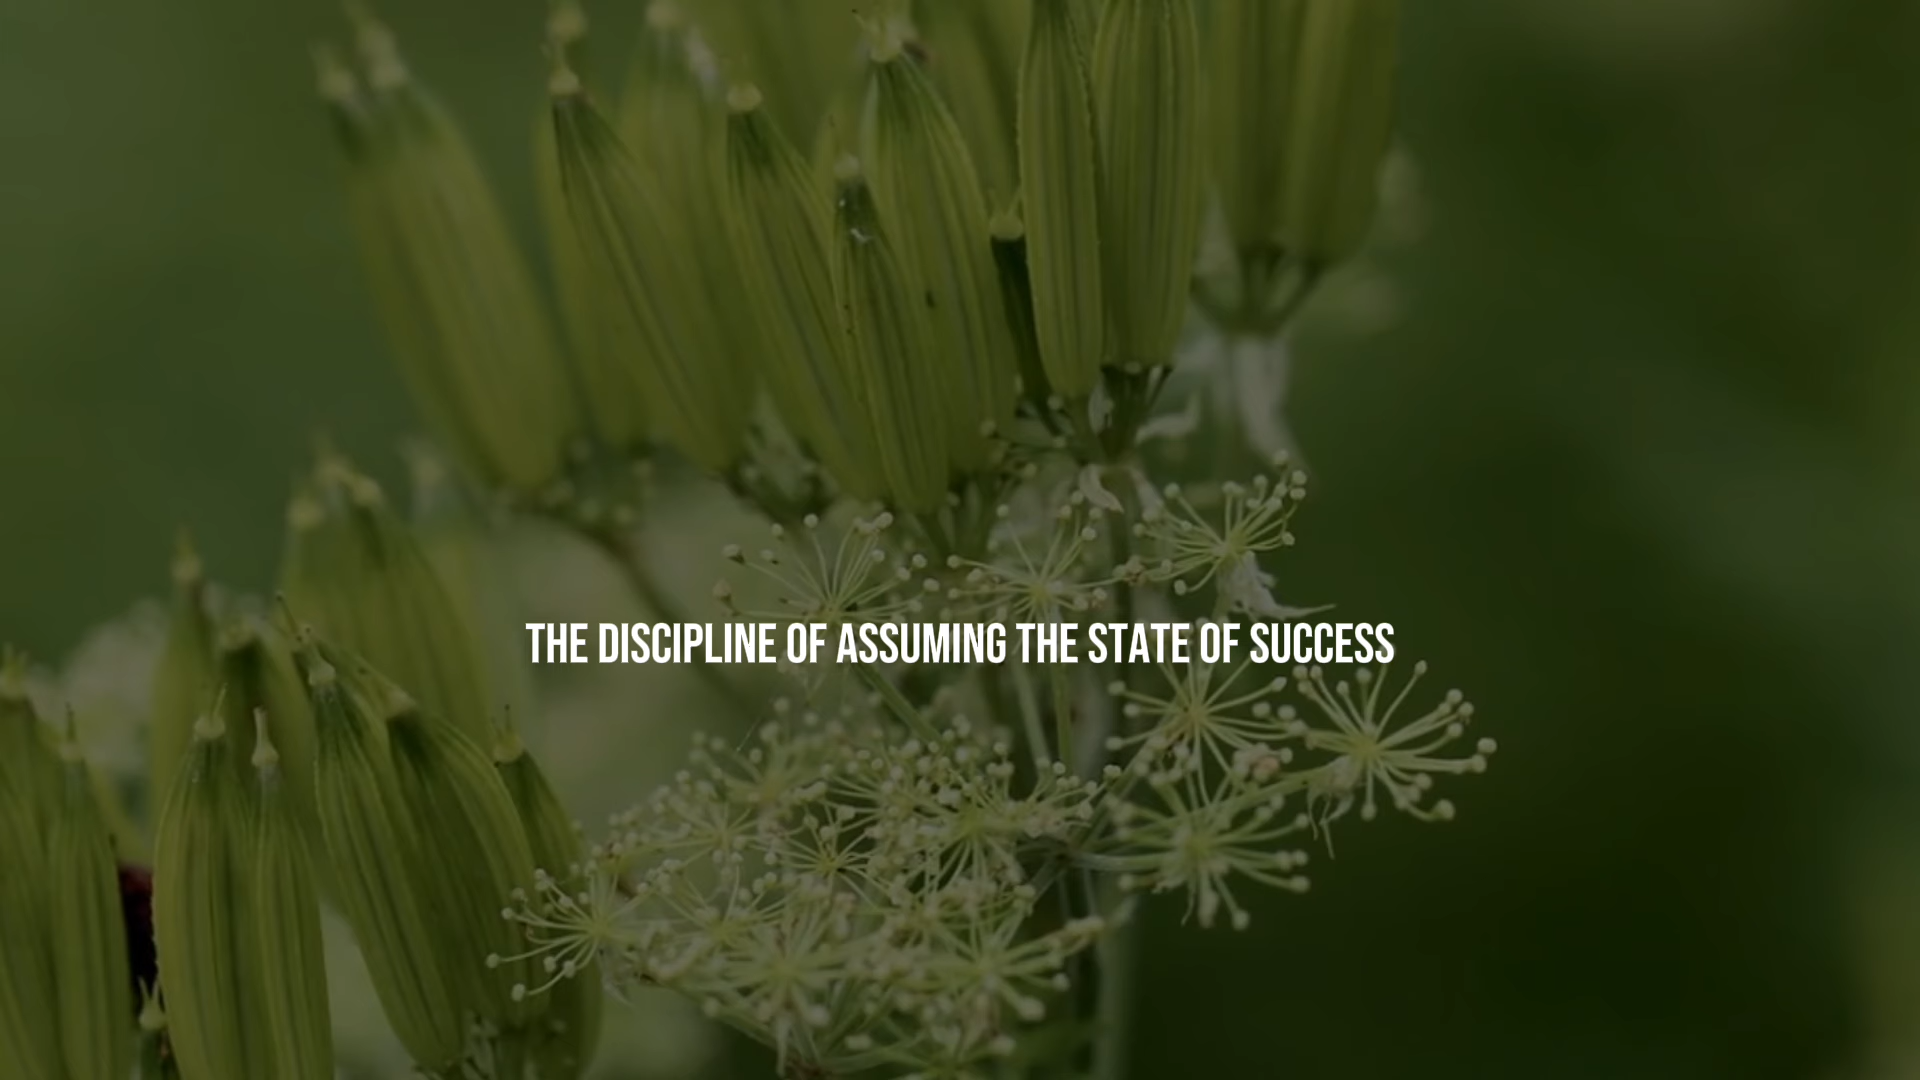 THE DISCIPLINE OF ASSUMING THE STATE OF SUCCESS